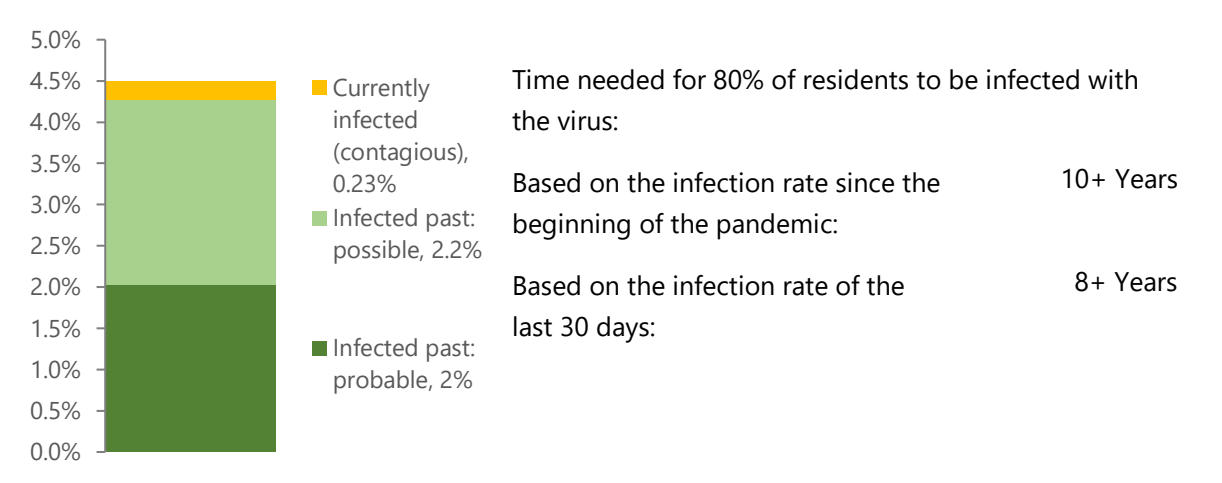 5.0%
4.5%
4.0%
3.5%
3.0%
2.5%
2.0%
1.5%
1.0%
0.5%
0.0%
Currently
infected
(contagious),
0.23%
Infected past:
possible, 2.2%
Infected past:
probable, 2%
Time needed for 80% of residents to be infected with
the virus:
Based on the infection rate since the
beginning of the pandemic:
10+ Years
Based on the infection rate of the
last 30 days:
8+ Years